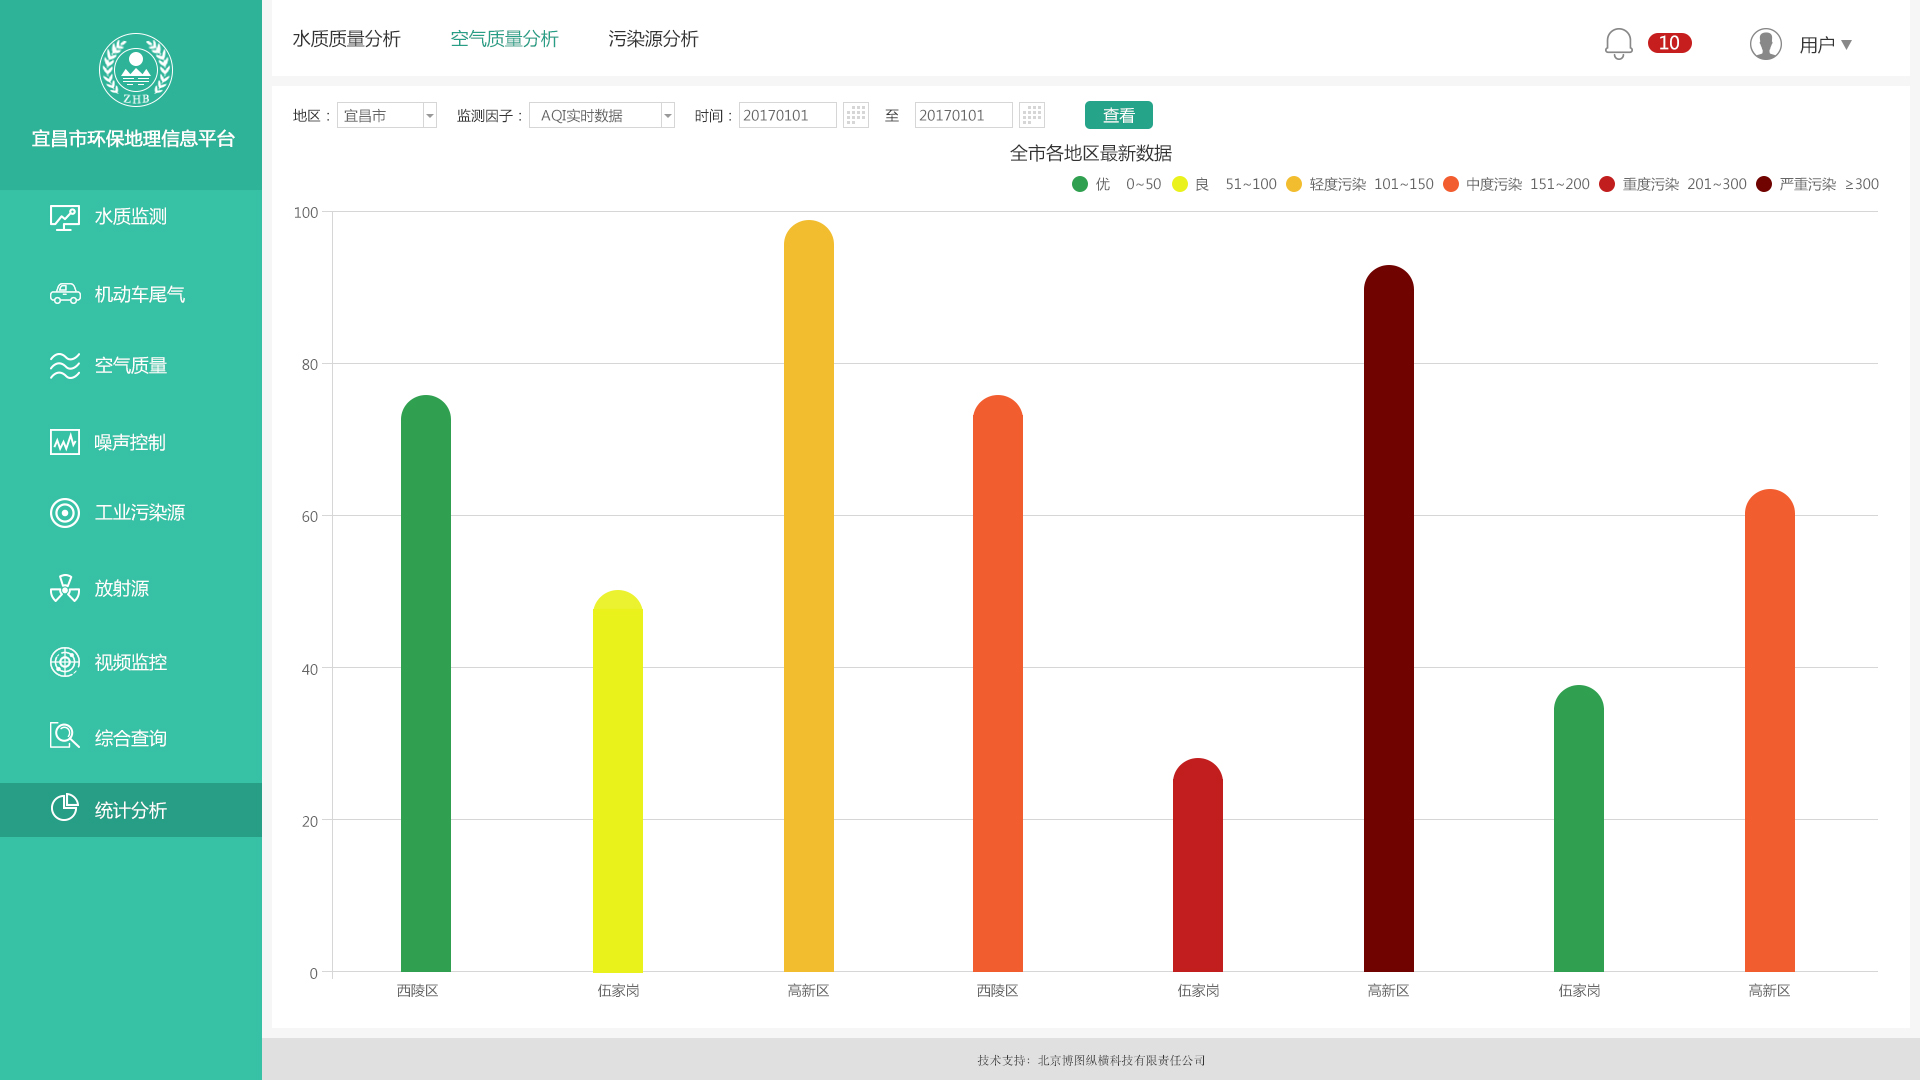 ZHB
宜昌市环保地理信息平台
水质监测
机动车尾气
空气质量
噪声控制
工业污染源
放射源
视频监控
综合查询
统计分析
水质质量分析 空气质量分析 污染源分析
10 用户
地区： 宜昌市 监测因子： AQI实时数据 时间： 20170101 至 20170101 查看
全市各地区最新数据
优 0~50 良 51~100 轻度污染 101~150 中度污染 151~200 重度污染 201~300 严重污染 ≥300
100
80
60
40
20
0
西陵区 伍家岗 高新区 西陵区 伍家岗 高新区 伍家岗 高新区
技术支持：北京博图纵横科技有限责任公司